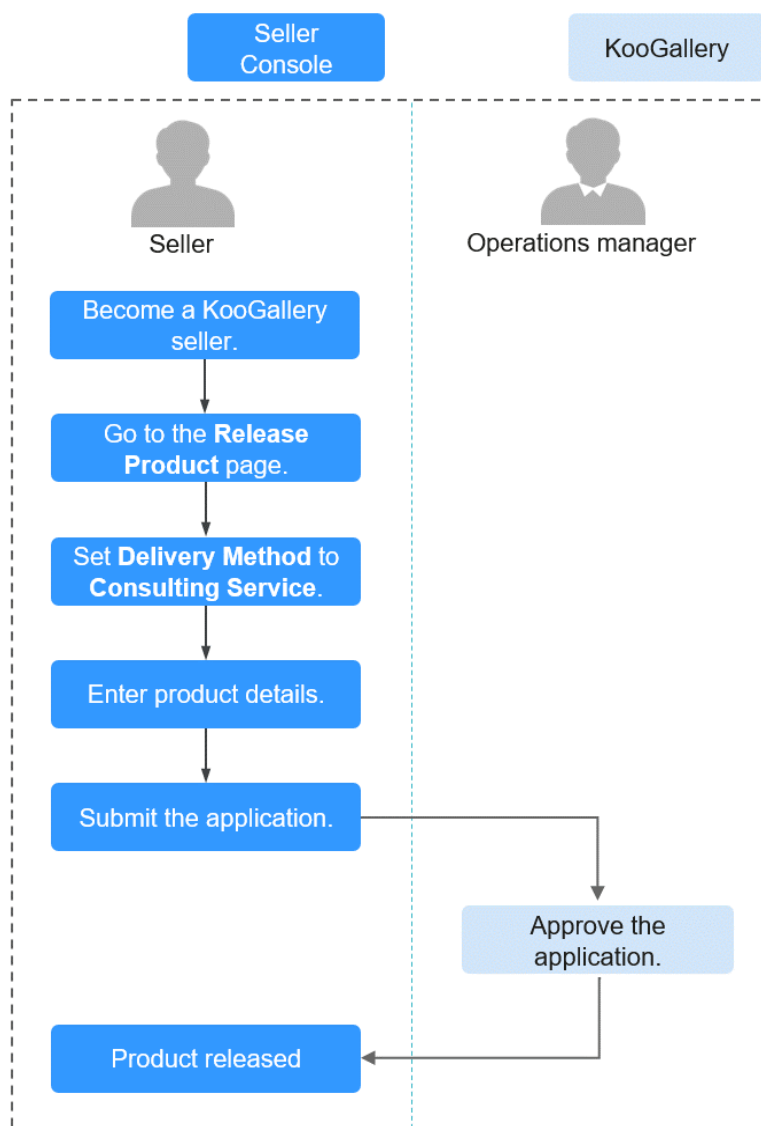 Seller
Console
KooGallery
Seller
Operations manager
Become a KooGallery
seller.
Go to the Release
Product page.
Set Delivery Method to
Consulting Service.
Enter product details.
Submit the application.
Approve the
application.
Product released